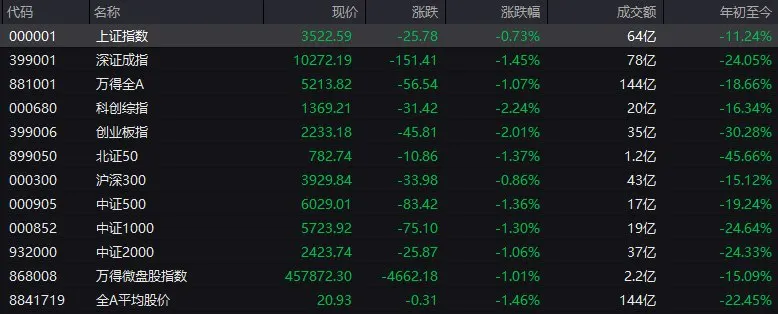 代码 名称 现价 涨跌 涨跌幅 成交额 年初至今
000001 上证指数 3522.59 -25.78 -0.73% 64亿 -11.24%
399001 深证成指 10272.19 -151.41 -1.45% 78亿 -24.05%
881001 万得全A 5213.82 -56.54 -1.07% 144亿 -18.66%
000680 科创综指 1369.21 -31.42 -2.24% 20亿 -16.34%
399006 创业板指 2233.18 -45.81 -2.01% 35亿 -30.28%
899050 北证50 782.74 -10.86 -1.37% 1.2亿 -45.66%
000300 沪深300 3929.84 -33.98 -0.86% 43亿 -15.12%
000905 中证500 6029.01 -83.42 -1.36% 17亿 -19.24%
000852 中证1000 5723.92 -75.10 -1.30% 19亿 -24.64%
932000 中证2000 2423.74 -25.87 -1.06% 37亿 -24.33%
868008 万得微盘股指数 457872.30 -4662.18 -1.01% 2.2亿 -15.09%
8841719 全A平均股价 20.93 -0.31 -1.46% 144亿 -22.45%